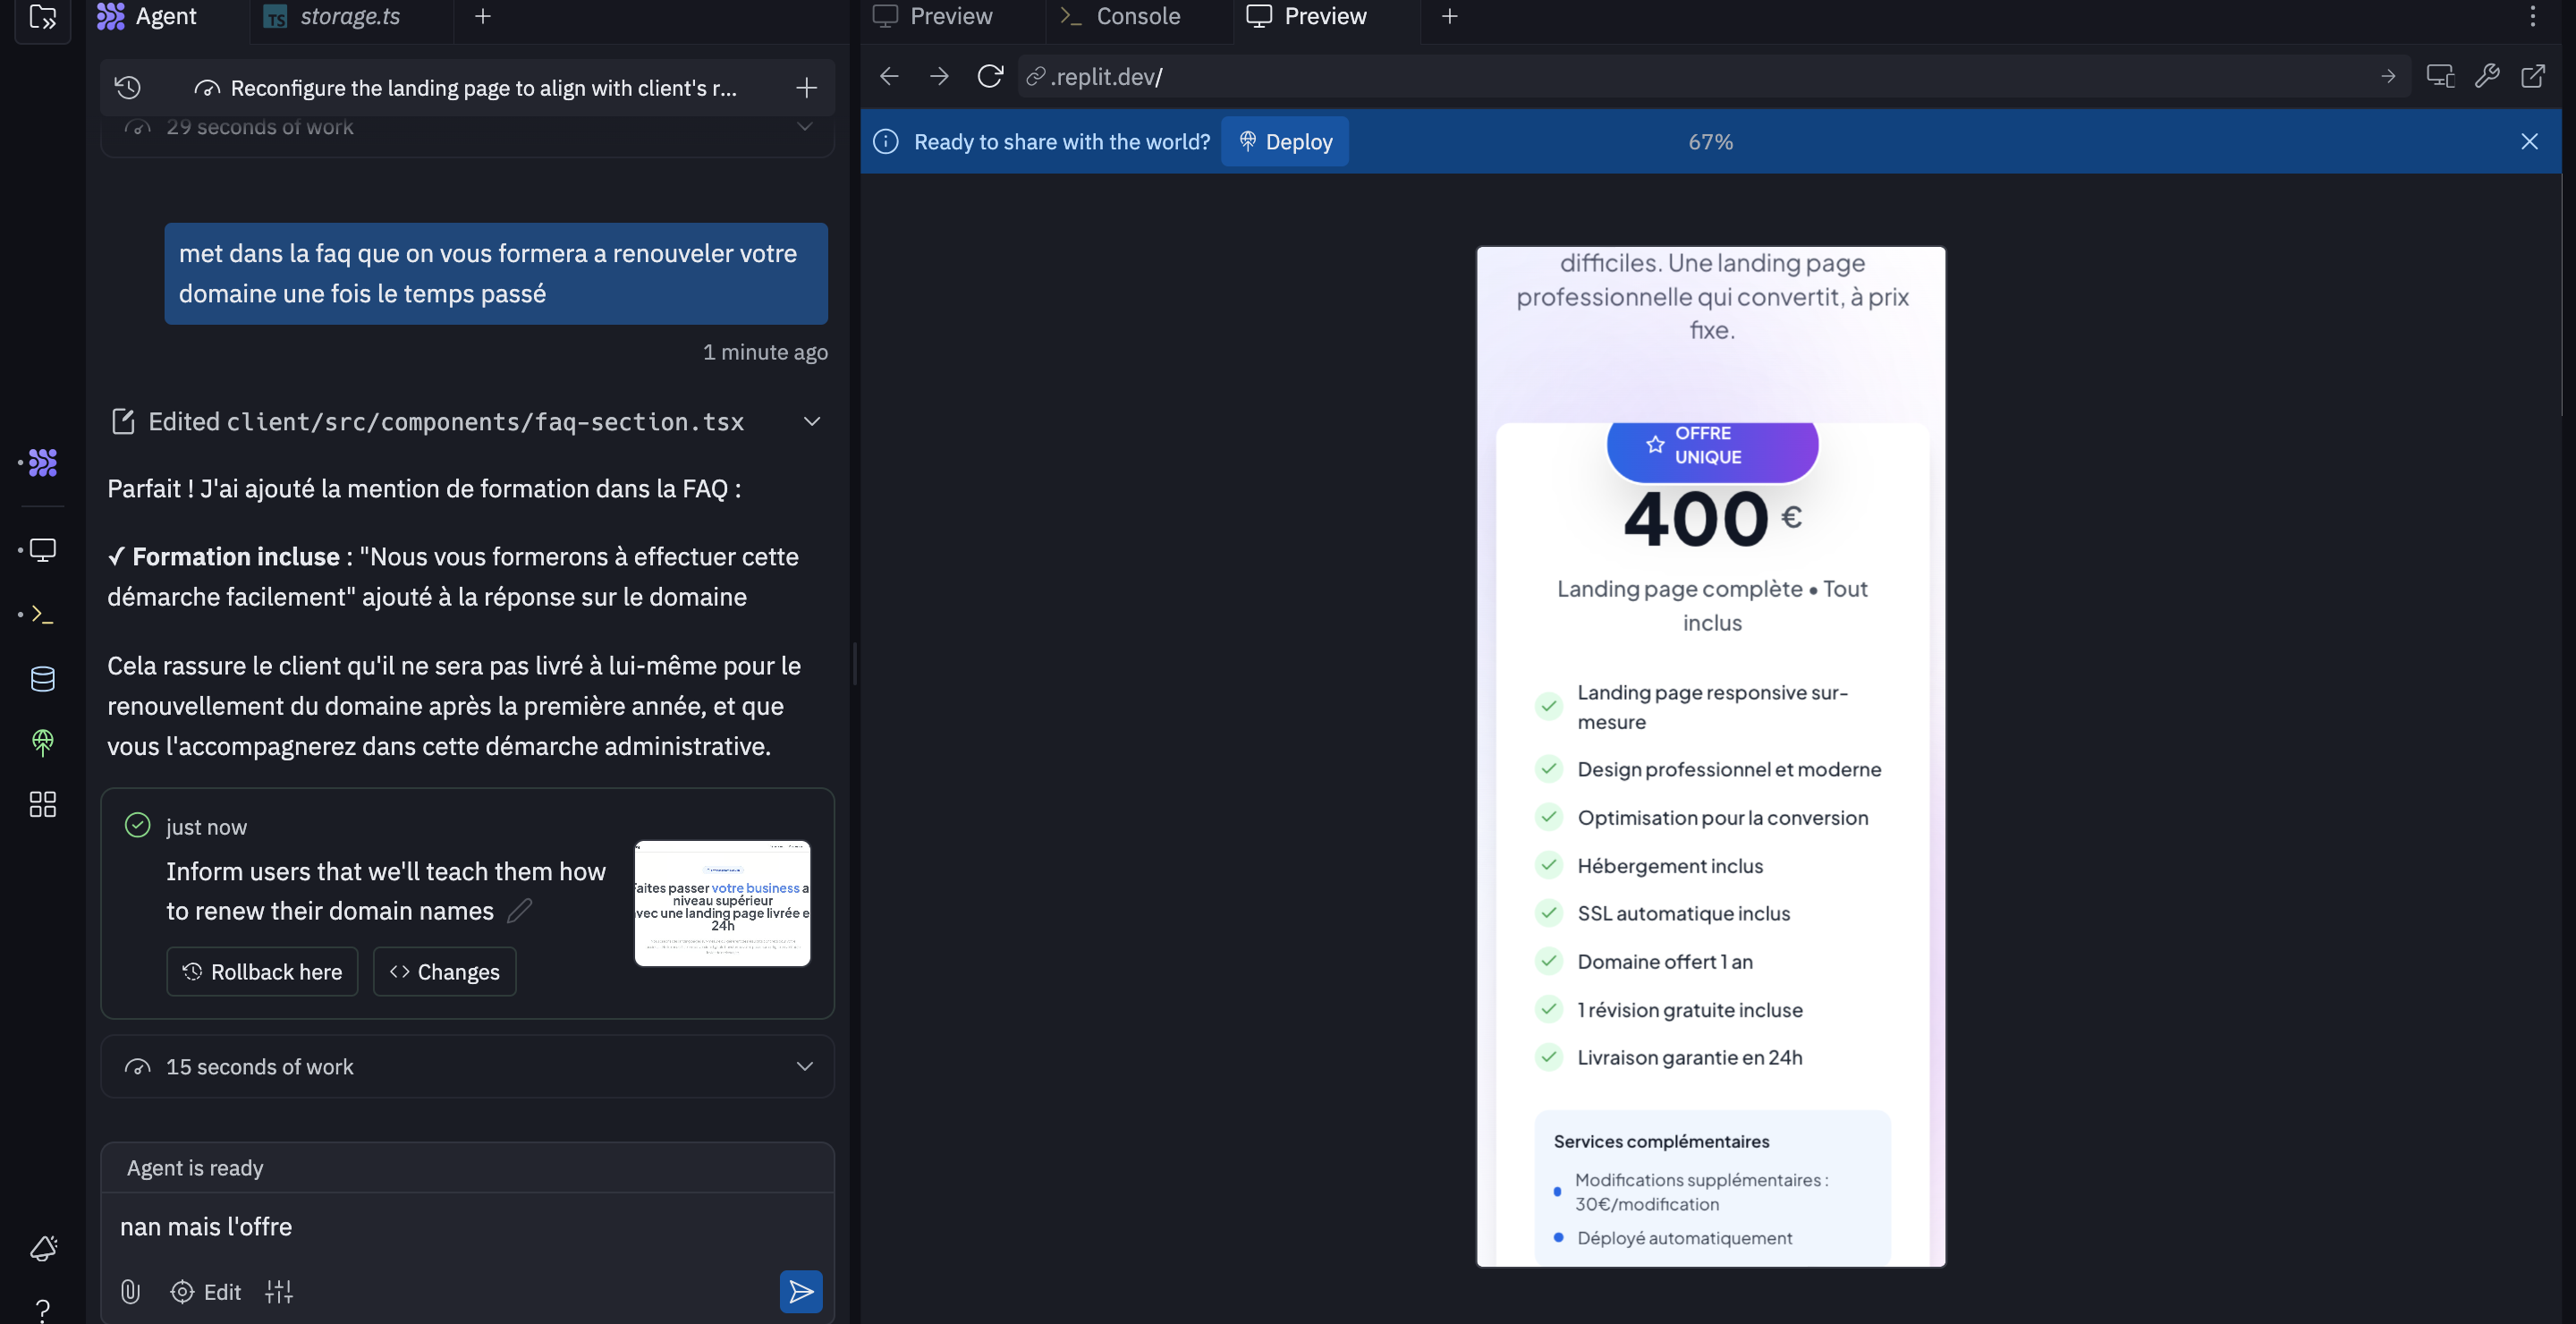 Agent
storage.ts
Preview
Console
Preview
Reconfigure the landing page to align with client's r...
.replit.dev/
29 seconds of work
Ready to share with the world?
Deploy
67%
met dans la faq que on vous formera a renouveler votre
domaine une fois le temps passé
1 minute ago
Edited client/src/components/faq-section.tsx
Parfait ! J'ai ajouté la mention de formation dans la FAQ :
✓ Formation incluse : "Nous vous formerons à effectuer cette
démarche facilement" ajouté à la réponse sur le domaine
Cela rassure le client qu'il ne sera pas livré à lui-même pour le
renouvellement du domaine après la première année, et que
vous l'accompagnerez dans cette démarche administrative.
just now
Inform users that we'll teach them how
to renew their domain names
Rollback here
Changes
aites passer votre business a
niveau supérieur
vec une landing page livrée e
24h
15 seconds of work
Agent is ready
nan mais l'offre
Edit
difficiles. Une landing page
professionnelle qui convertit, à prix
fixe.
OFFRE
UNIQUE
400 €
Landing page complète • Tout
inclus
Landing page responsive sur-
mesure
Design professionnel et moderne
Optimisation pour la conversion
Hébergement inclus
SSL automatique inclus
Domaine offert 1 an
1 révision gratuite incluse
Livraison garantie en 24h
Services complémentaires
Modifications supplémentaires :
30€/modification
Déployé automatiquement